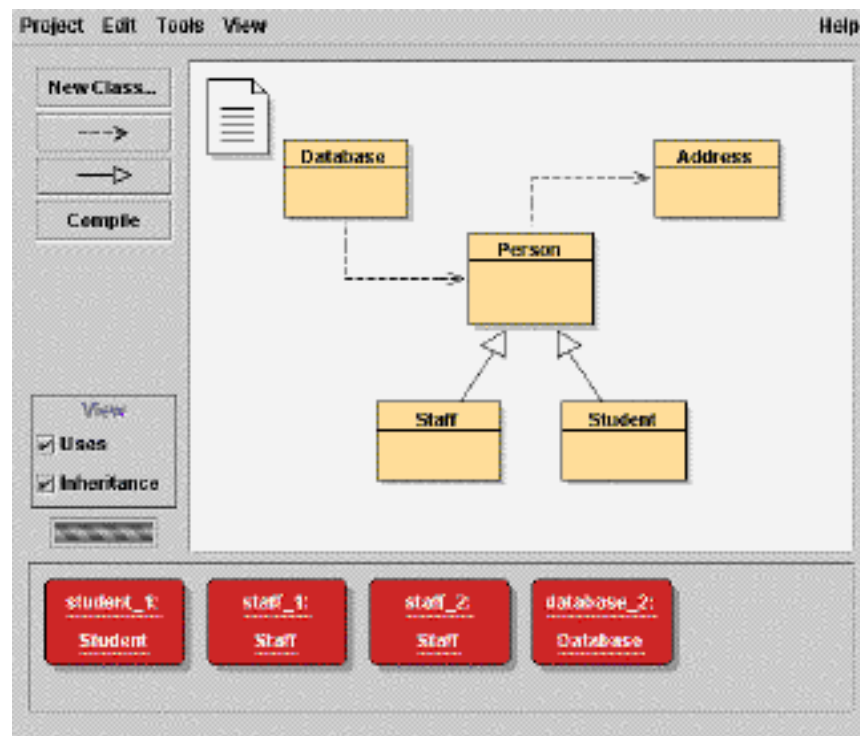 Project Edit Tools View Help
New Class...
Compile
Database
Address
Person
Staff
Student
View
Uses
Inheritance
student_1:
Student
staff_1:
Staff
staff_2:
Staff
database_2:
Database